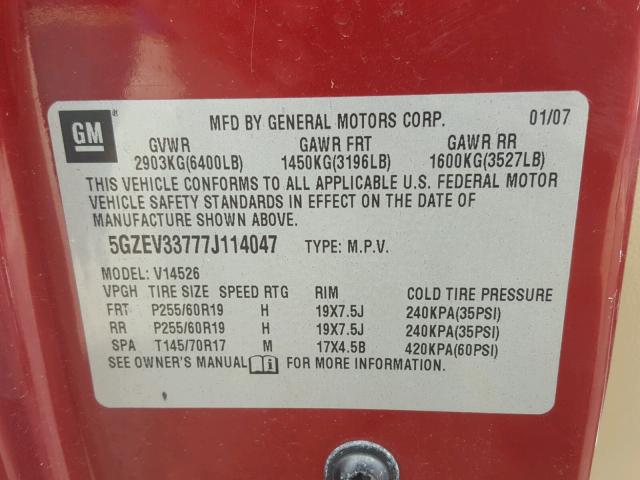 GM ®
MFD BY GENERAL MOTORS CORP. 01/07
GVWR GAWR FRT GAWR RR
2903KG(6400LB) 1450KG(3196LB) 1600KG(3527LB)
THIS VEHICLE CONFORMS TO ALL APPLICABLE U.S. FEDERAL MOTOR
VEHICLE SAFETY STANDARDS IN EFFECT ON THE DATE OF
MANUFACTURE SHOWN ABOVE.
5GZEV33777J114047 TYPE: M.P.V.
MODEL: V14526
VPGH TIRE SIZE SPEED RTG RIM COLD TIRE PRESSURE
FRT P255/60R19 H 19X7.5J 240KPA(35PSI)
RR P255/60R19 H 19X7.5J 240KPA(35PSI)
SPA T145/70R17 M 17X4.5B 420KPA(60PSI)
SEE OWNER'S MANUAL i FOR MORE INFORMATION.